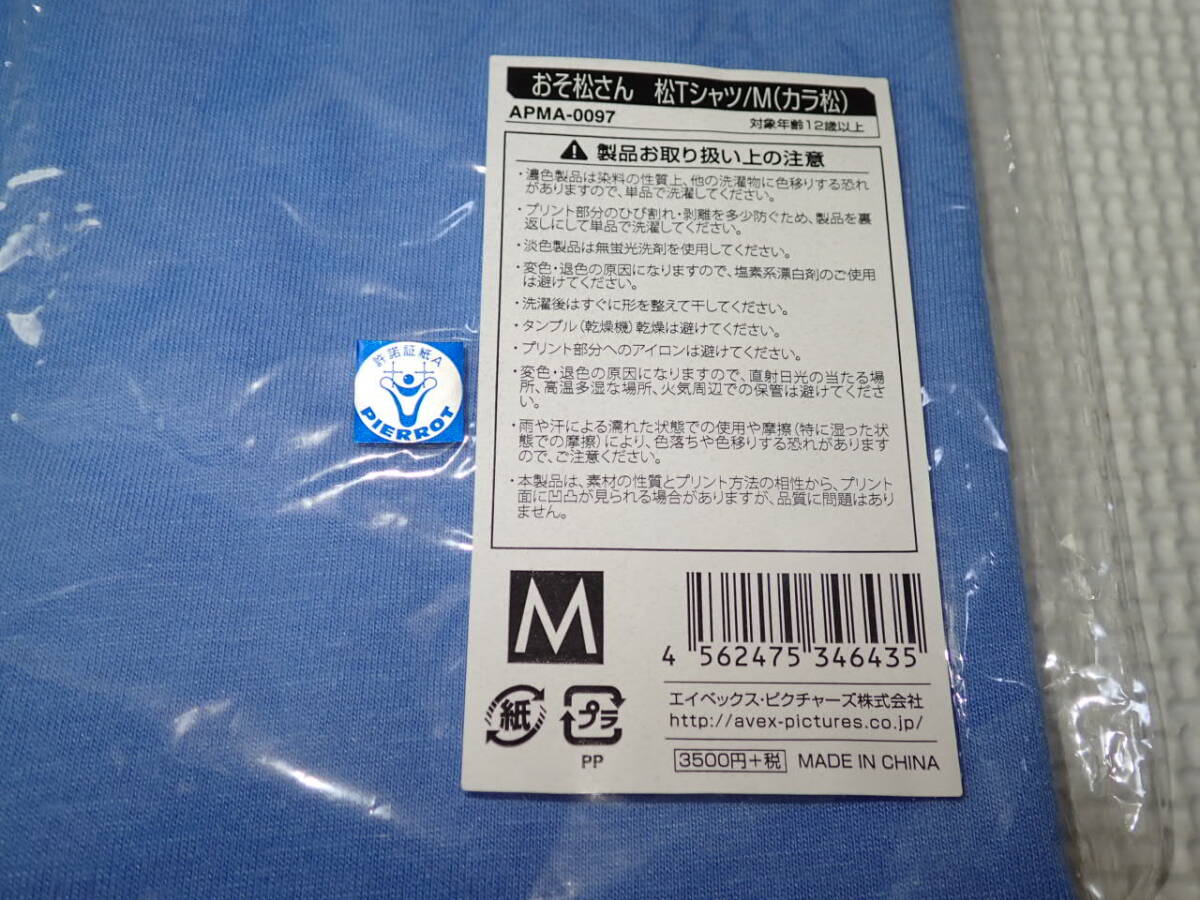 おそ松さん 松Tシャツ/M(カラ松)
APMA-0097 対象年齢12歳以上
製品お取り扱い上の注意
・濃色製品は染料の性質上、他の洗濯物に色移りする恐れ
がありますので、単品で洗濯してください。
・プリント部分のひび割れ・剥離を多少防ぐため、製品を裏
返しにして単品で洗濯してください。
・淡色製品は無蛍光洗剤を使用してください。
・変色・退色の原因になりますので、塩素系漂白剤のご使用
は避けてください。
・洗濯後はすぐに形を整えて干してください。
・タンブル(乾燥機)乾燥は避けてください。
・プリント部分へのアイロンは避けてください。
・変色・退色の原因になりますので、直射日光の当たる場
所、高温多湿な場所、火気周辺での保管は避けてくださ
い。
・雨や汗による濡れた状態での使用や摩擦(特に湿った状
態での摩擦)により、色落ちや色移りする恐れがあります
ので、ご注意ください。
・本製品は、素材の性質とプリント方法の相性から、プリント
面に凹凸が見られる場合がありますが、品質に問題はあり
ません。
許諾証紙A
PIERROT
M
4 562475 346435
紙 プラ
PP
エイベックス・ピクチャーズ株式会社
http://avex-pictures.co.jp/
3500円+税 MADE IN CHINA